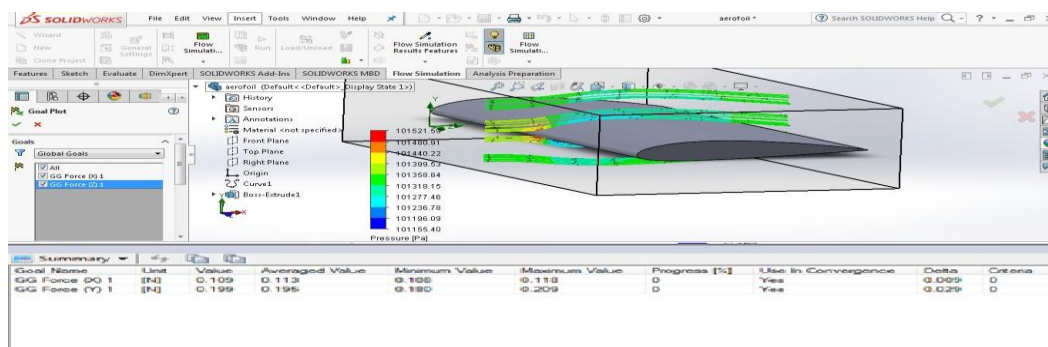 SOLIDWORKS File Edit View Insert Tools Window Help aerofoil * Search SOLIDWORKS Help
Wizard
New
Clone Project
General Settings
Flow Simulati...
Run Load/Unload
Flow Simulation Results Features
Flow Simulati...
Features Sketch Evaluate DimXpert SOLIDWORKS Add-Ins SOLIDWORKS MBD Flow Simulation Analysis Preparation
Goal Plot
Goals
Global Goals
All
GG Force (X) 1
GG Force (Z) 1
aerofoil (Default<<Default>_Display State 1>)
History
Sensors
Annotations
Material <not specified>
Front Plane
Top Plane
Right Plane
Origin
Curve1
Boss-Extrude1
Y
X
101521.59
101480.91
101440.22
101399.53
101358.84
101318.15
101277.46
101236.78
101196.09
101155.40
Pressure [Pa]
Summary
Goal Name Unit Value Averaged Value Minimum Value Maximum Value Progress [%] Use In Convergence Delta Criteria
GG Force (X) 1 [N] 0.109 0.113 0.108 0.118 0 Yes 0.009 0
GG Force (Y) 1 [N] 0.199 0.195 0.180 0.209 0 Yes 0.029 0